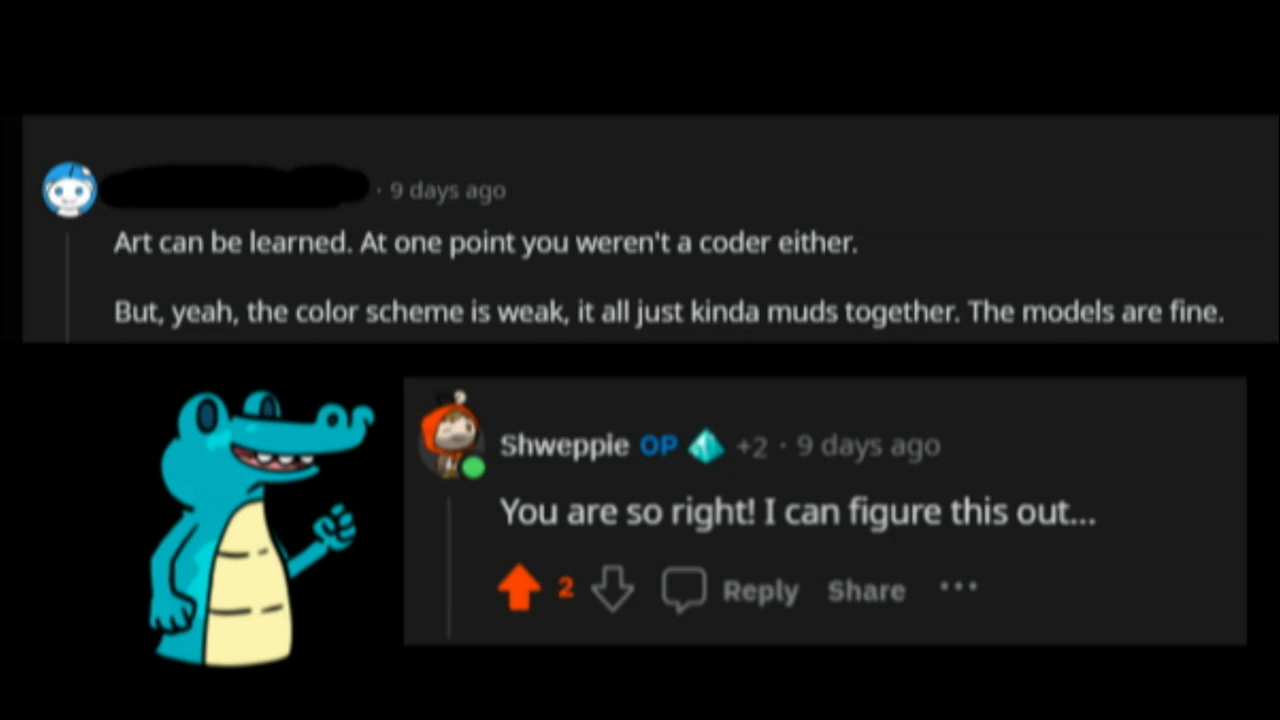 · 9 days ago
Art can be learned. At one point you weren't a coder either.
But, yeah, the color scheme is weak, it all just kinda muds together. The models are fine.
Shweppie OP +2 · 9 days ago
You are so right! I can figure this out...
2 Reply Share ···